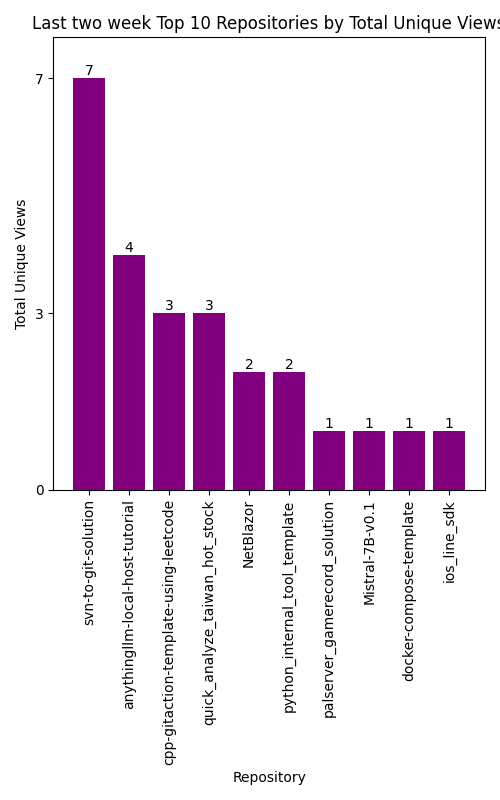 Last two week Top 10 Repositories by Total Unique Views
7
3
0
Total Unique Views
7
4
3
3
2
2
1
1
1
1
svn-to-git-solution
anythingllm-local-host-tutorial
cpp-gitaction-template-using-leetcode
quick_analyze_taiwan_hot_stock
NetBlazor
python_internal_tool_template
palserver_gamerecord_solution
Mistral-7B-v0.1
docker-compose-template
ios_line_sdk
Repository